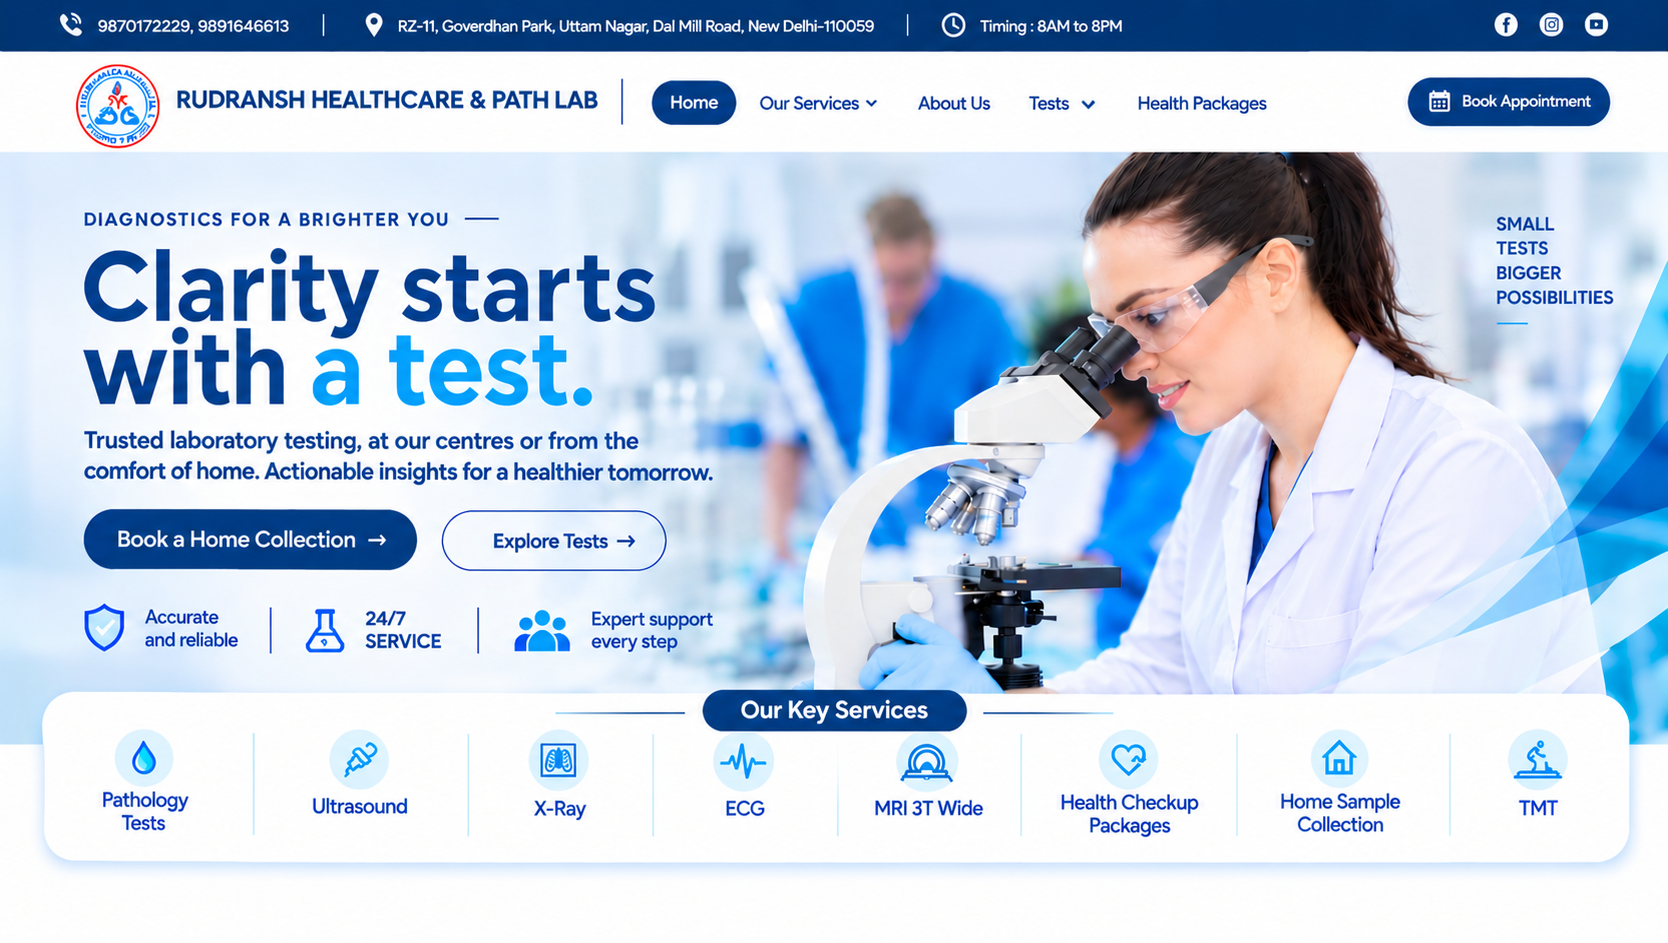 9870172229, 9891646613
RZ-11, Goverdhan Park, Uttam Nagar, Dal Mill Road, New Delhi-110059
Timing : 8AM to 8PM
RUDRANSH HEALTHCARE & PATH LAB
Home
Our Services
About Us
Tests
Health Packages
Book Appointment
DIAGNOSTICS FOR A BRIGHTER YOU
Clarity starts
with a test.
Trusted laboratory testing, at our centres or from the
comfort of home. Actionable insights for a healthier tomorrow.
Book a Home Collection →
Explore Tests →
Accurate
and reliable
24/7
SERVICE
Expert support
every step
SMALL
TESTS
BIGGER
POSSIBILITIES
Our Key Services
Pathology
Tests
Ultrasound
X-Ray
ECG
MRI 3T Wide
Health Checkup
Packages
Home Sample
Collection
TMT